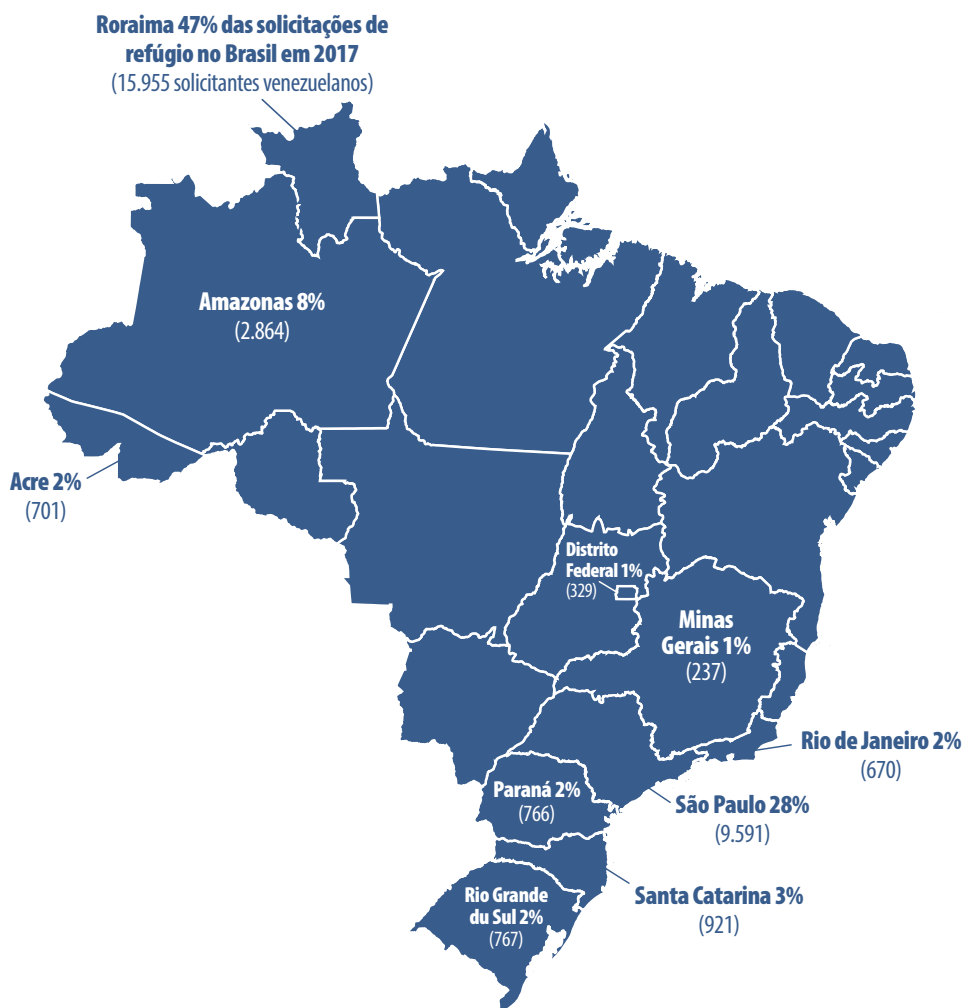 Roraima 47% das solicitações de
refúgio no Brasil em 2017
(15.955 solicitantes venezuelanos)
Amazonas 8%
(2.864)
Acre 2%
(701)
Distrito
Federal 1%
(329)
Minas
Gerais 1%
(237)
Rio de Janeiro 2%
(670)
São Paulo 28%
(9.591)
Paraná 2%
(766)
Santa Catarina 3%
(921)
Rio Grande
du Sul 2%
(767)